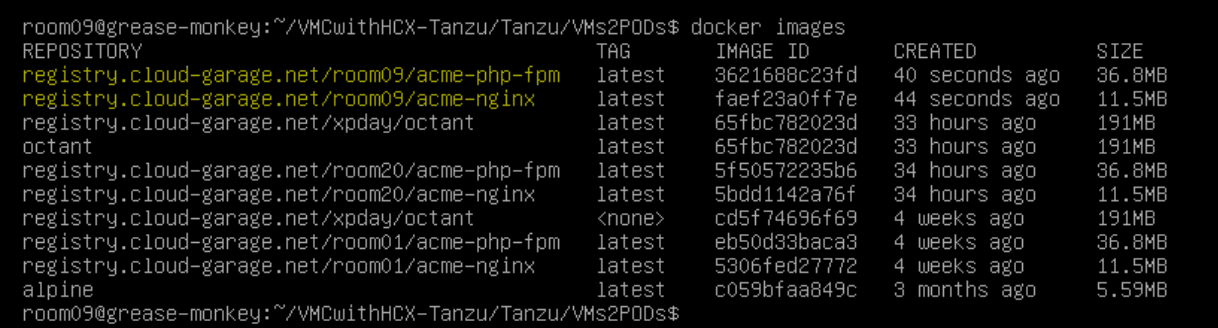 room09@grease-monkey:~/VMCwithHCX-Tanzu/Tanzu/VMs2PODs$ docker images
REPOSITORY TAG IMAGE ID CREATED SIZE
registry.cloud-garage.net/room09/acme-php-fpm latest 3621688c23fd 40 seconds ago 36.8MB
registry.cloud-garage.net/room09/acme-nginx latest faef23a0ff7e 44 seconds ago 11.5MB
registry.cloud-garage.net/xpday/octant latest 65fbc782023d 33 hours ago 191MB
octant latest 65fbc782023d 33 hours ago 191MB
registry.cloud-garage.net/room20/acme-php-fpm latest 5f50572235b6 34 hours ago 36.8MB
registry.cloud-garage.net/room20/acme-nginx latest 5bdd1142a76f 34 hours ago 11.5MB
registry.cloud-garage.net/xpday/octant <none> cd5f74696f69 4 weeks ago 191MB
registry.cloud-garage.net/room01/acme-php-fpm latest eb50d33baca3 4 weeks ago 36.8MB
registry.cloud-garage.net/room01/acme-nginx latest 5306fed27772 4 weeks ago 11.5MB
alpine latest c059bfaa849c 3 months ago 5.59MB
room09@grease-monkey:~/VMCwithHCX-Tanzu/Tanzu/VMs2PODs$